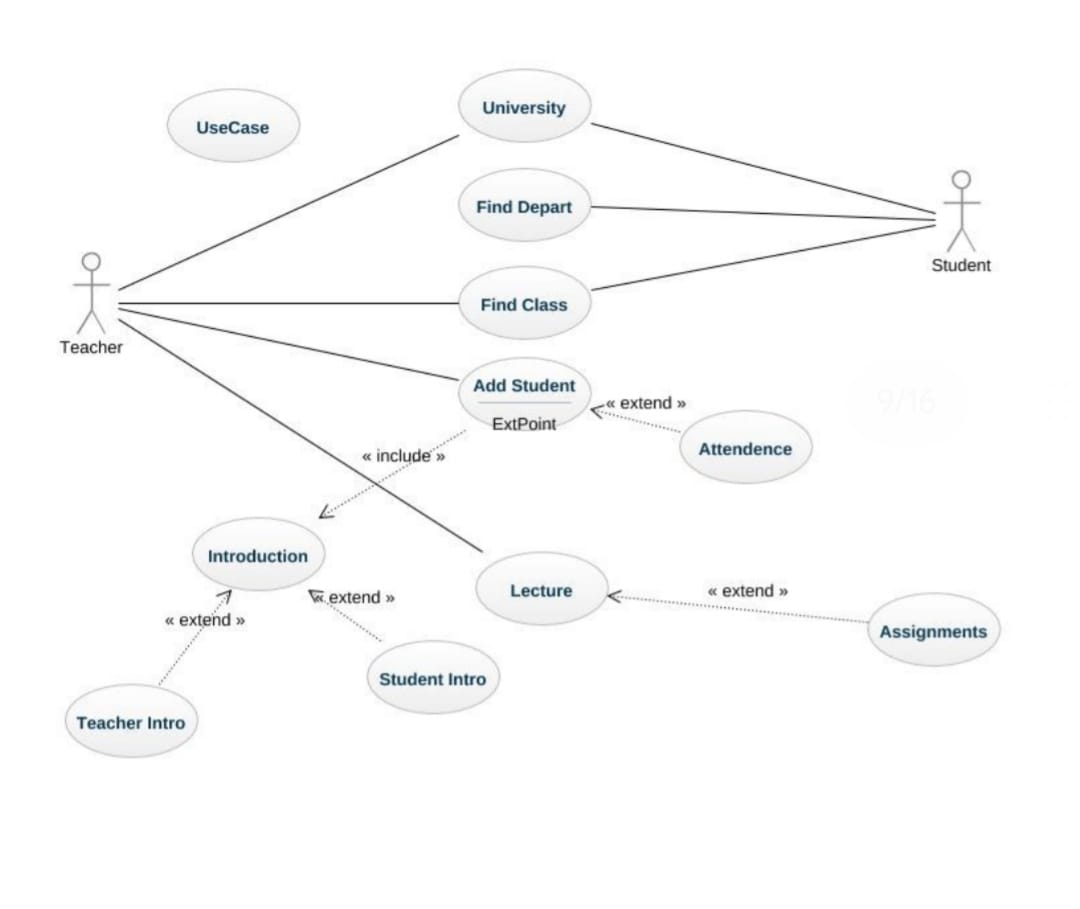 University
UseCase
Find Depart
Student
Find Class
Teacher
Add Student
ExtPoint
« extend »
Attendence
« include »
Introduction
Lecture
« extend »
Assignments
« extend »
« extend »
Student Intro
Teacher Intro
9/16